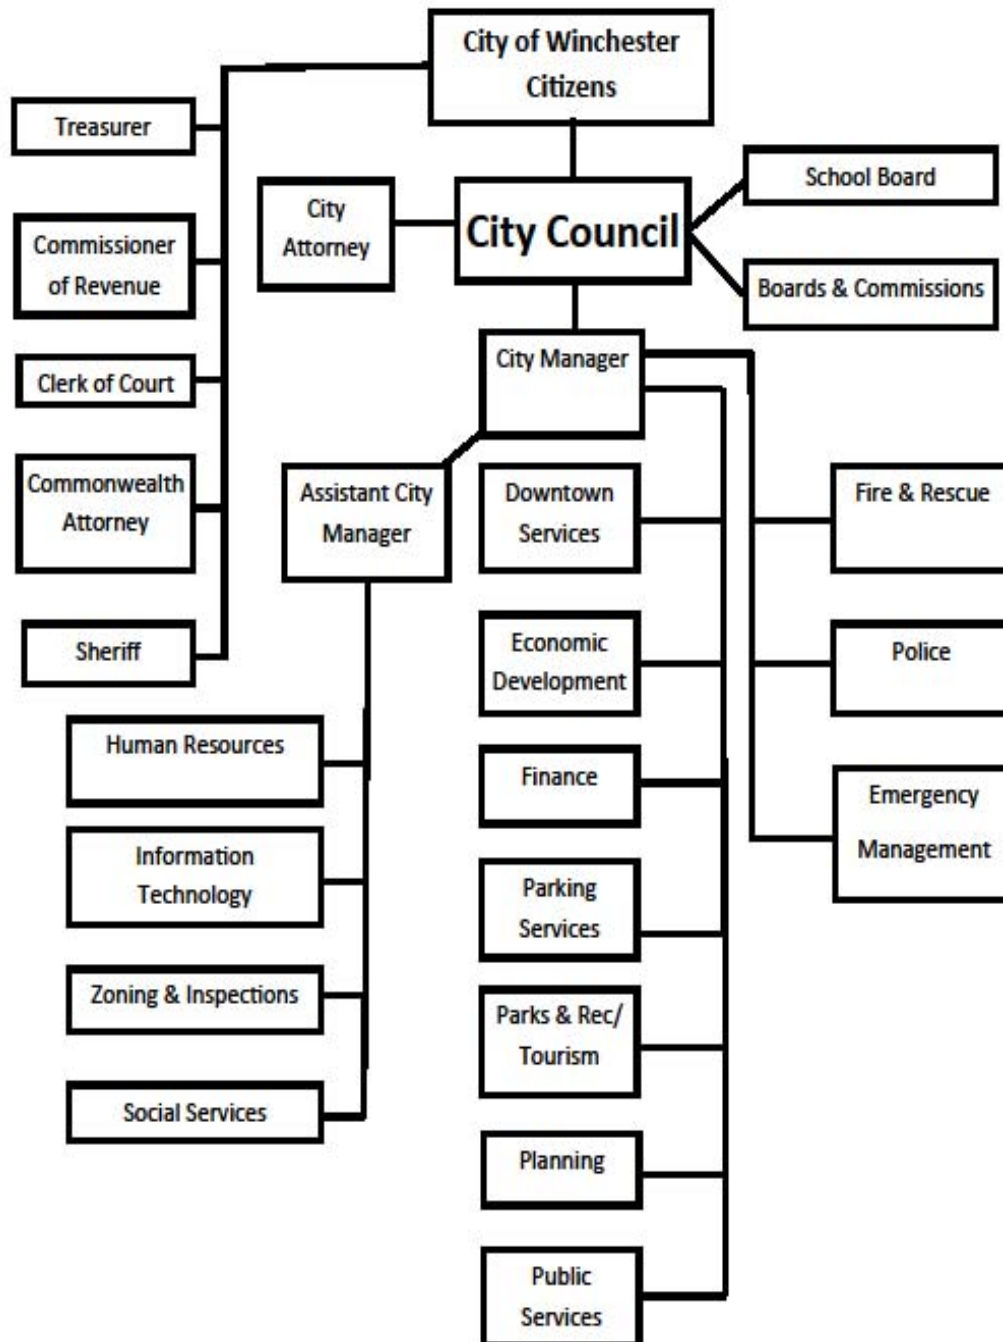 City of Winchester
Citizens
Treasurer
City
Attorney
City Council
School Board
Commissioner
of Revenue
Boards & Commissions
Clerk of Court
City Manager
Commonwealth
Attorney
Assistant City
Manager
Downtown
Services
Fire & Rescue
Sheriff
Economic
Development
Police
Human Resources
Finance
Emergency
Management
Information
Technology
Parking
Services
Zoning & Inspections
Parks & Rec/
Tourism
Social Services
Planning
Public
Services